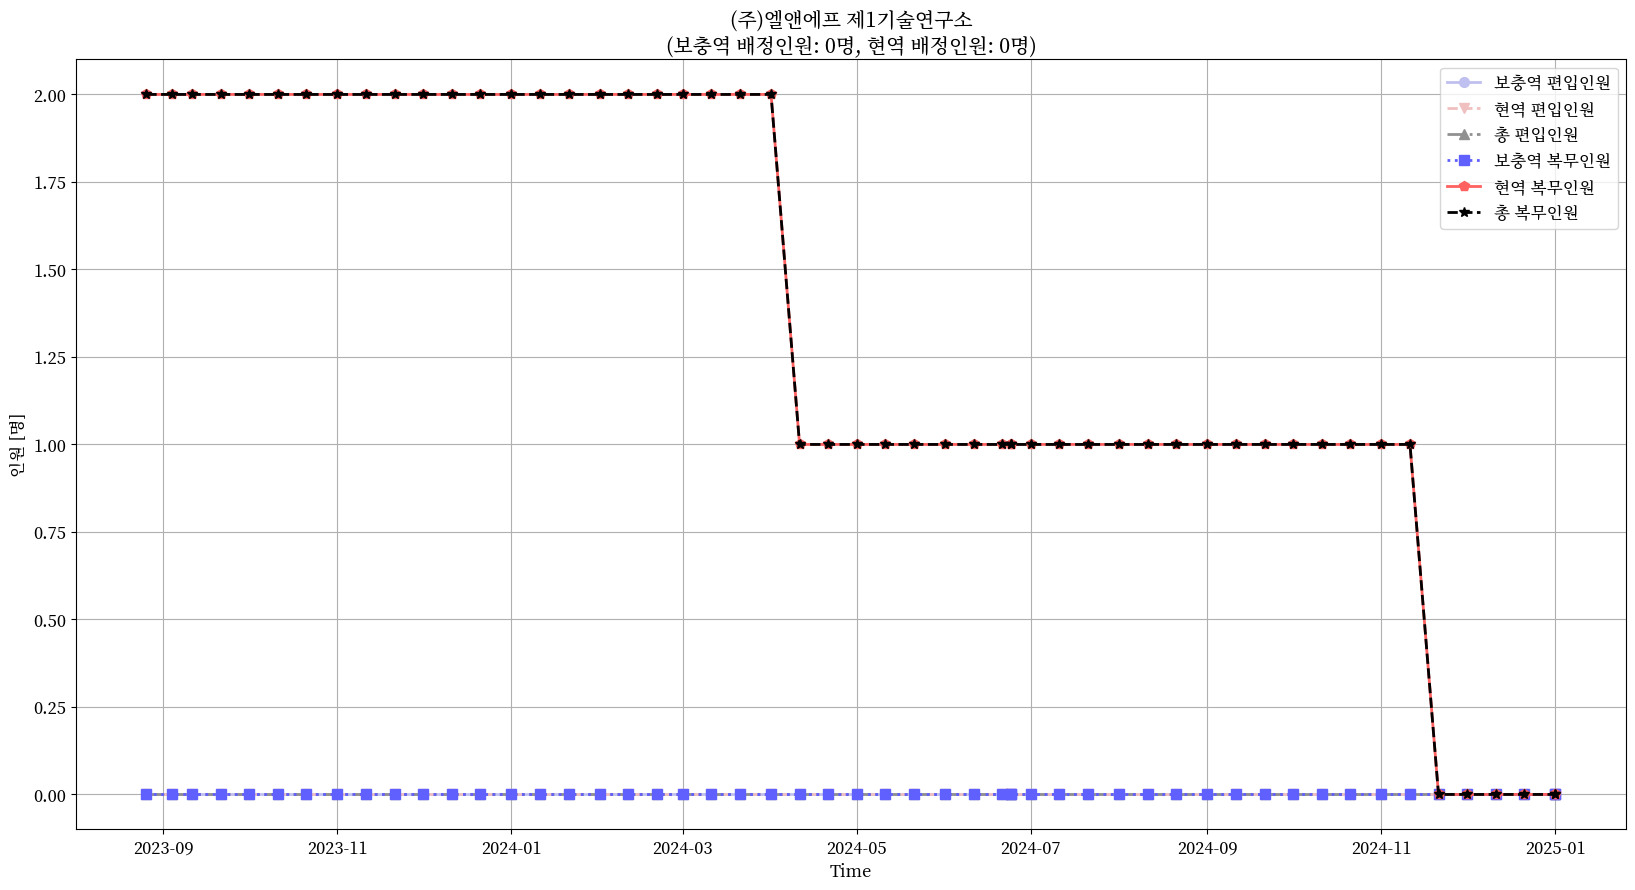 (주)엘앤에프 제1기술연구소
(보충역 배정인원: 0명, 현역 배정인원: 0명)
보충역 편입인원
현역 편입인원
총 편입인원
보충역 복무인원
현역 복무인원
총 복무인원
인원 [명]
2.00
1.75
1.50
1.25
1.00
0.75
0.50
0.25
0.00
2023-09 2023-11 2024-01 2024-03 2024-05 2024-07 2024-09 2024-11 2025-01
Time